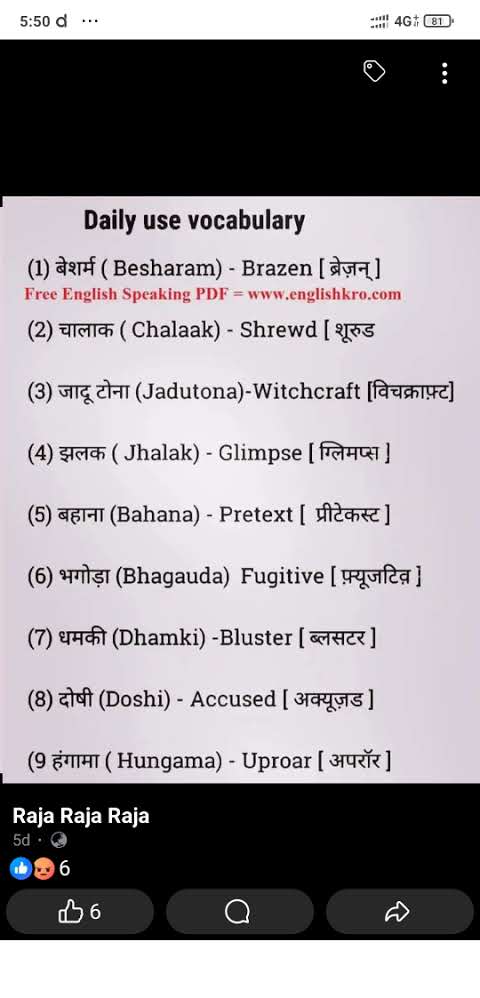 5:50 d ...
4G 81
Daily use vocabulary
(1) बेशर्म ( Besharam) - Brazen [ ब्रेज़न् ]
Free English Speaking PDF = www.englishkro.com
(2) चालाक ( Chalaak) - Shrewd [ शूरुड
(3) जादू टोना (Jadutona)-Witchcraft [विचक्राफ़्ट]
(4) झलक ( Jhalak) - Glimpse [ ग्लिमप्स ]
(5) बहाना (Bahana) - Pretext [ प्रीटेकस्ट ]
(6) भगोड़ा (Bhagauda) Fugitive [ फ़्यूजटिव़ ]
(7) धमकी (Dhamki) -Bluster [ ब्लसटर ]
(8) दोषी (Doshi) - Accused [ अक्यूज़ड ]
(9 हंगामा ( Hungama) - Uproar [ अपरॉर ]
Raja Raja Raja
5d ·
6
6